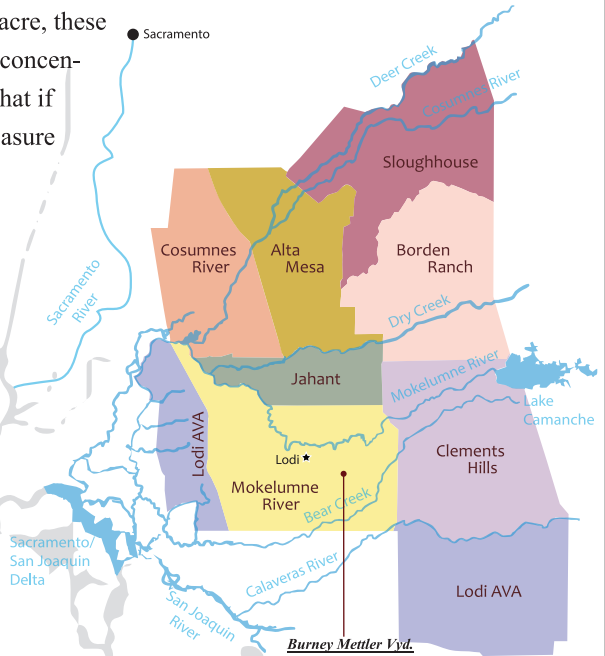 acre, these
concen-
hat if
asure
Sacramento
Deer Creek
Cosumnes River
Sloughhouse
Cosumnes
River
Alta
Mesa
Borden
Ranch
Sacramento
River
Dry Creek
Jahant
Mokelumne River
Lake
Camanche
Lodi AVA
Lodi
Clements
Hills
Mokelumne
River
Bear Creek
Sacramento/
San Joaquin
Delta
Calaveras River
San Joaquin
River
Lodi AVA
Burney Mettler Vyd.